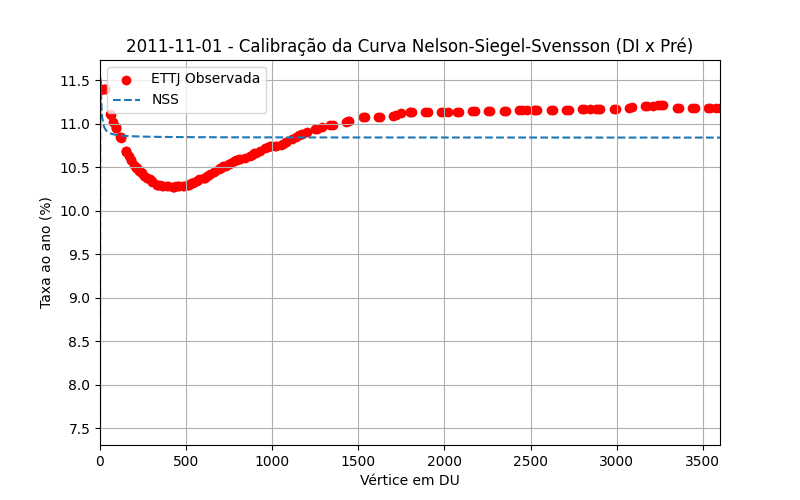 2011-11-01 - Calibração da Curva Nelson-Siegel-Svensson (DI x Pré)
ETTJ Observada
NSS
Taxa ao ano (%)
11.5
11.0
10.5
10.0
9.5
9.0
8.5
8.0
7.5
0 500 1000 1500 2000 2500 3000 3500
Vértice em DU